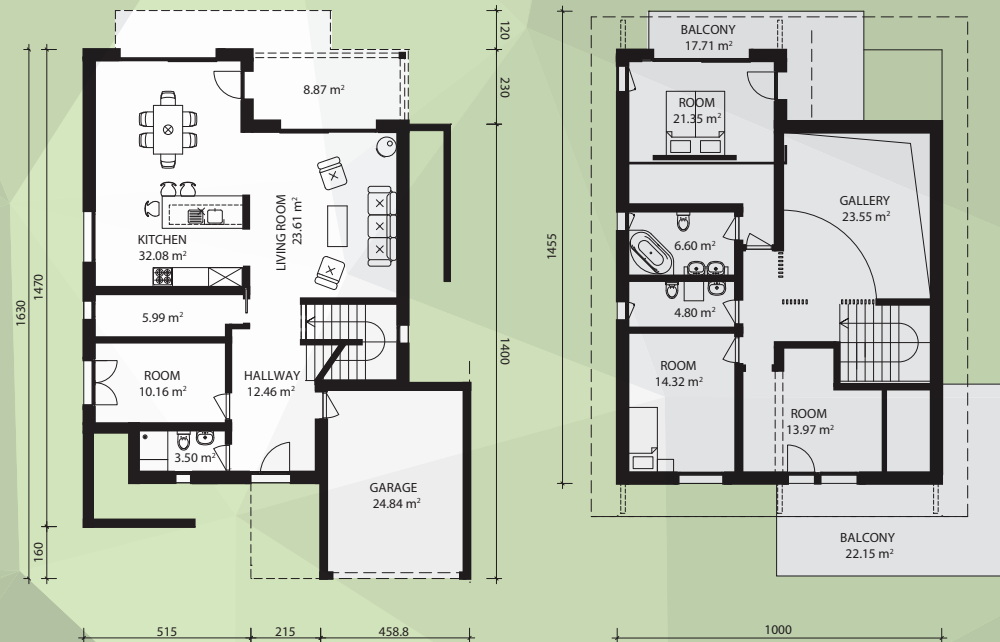 120
230
1400
1630
1470
160
515
215
458.8
8.87 m²
KITCHEN
32.08 m²
LIVING ROOM
23.61 m²
5.99 m²
ROOM
10.16 m²
HALLWAY
12.46 m²
3.50 m²
GARAGE
24.84 m²
BALCONY
17.71 m²
ROOM
21.35 m²
GALLERY
23.55 m²
6.60 m²
4.80 m²
ROOM
14.32 m²
ROOM
13.97 m²
BALCONY
22.15 m²
1455
1000